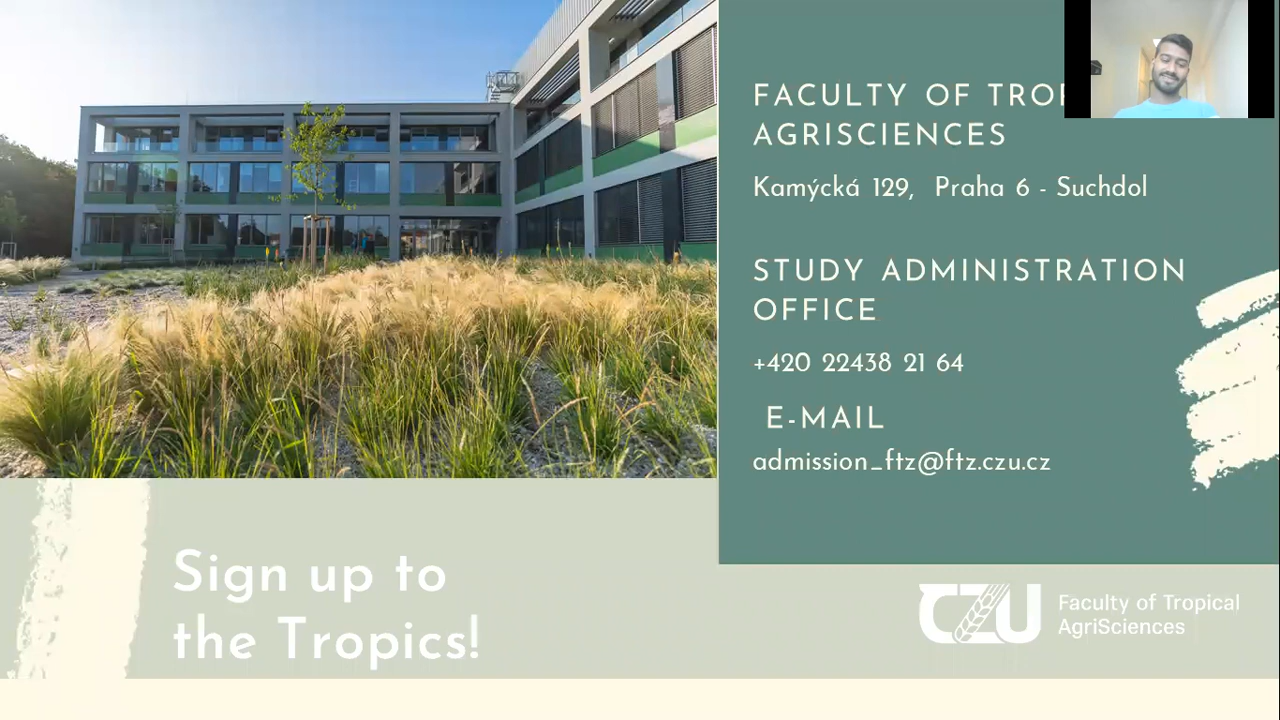 FACULTY OF
AGRISCIENCES
Kamýcká 129, Praha 6 - Suchdol
STUDY ADMINISTRATION
OFFICE
+420 22438 21 64
E-MAIL
admission_ftz@ftz.czu.cz
Sign up to
the Tropics!
CZU
Faculty of Tropical
AgriSciences